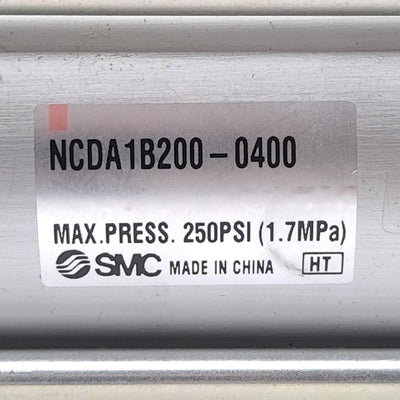 NCDA1B200-0400
MAX.PRESS. 250PSI (1.7MPa)
SMC MADE IN CHINA HT